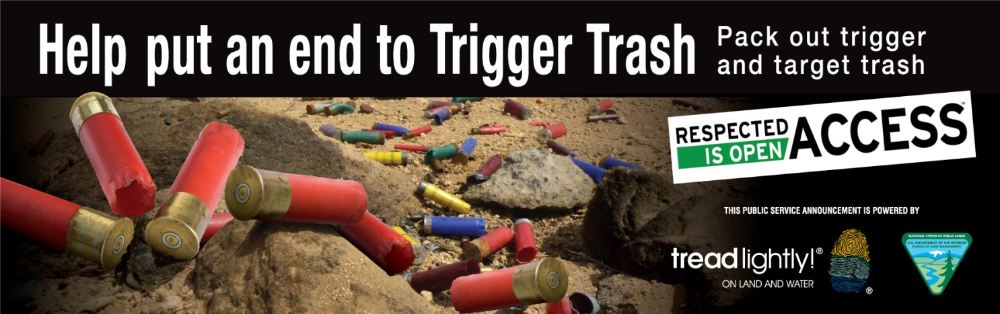 Help put an end to Trigger Trash
Pack out trigger
and target trash
RESPECTED
IS OPEN
ACCESS™
THIS PUBLIC SERVICE ANNOUNCEMENT IS POWERED BY
treadlightly!®
ON LAND AND WATER
®
NATIONAL SYSTEM OF PUBLIC LANDS
U.S. DEPARTMENT OF THE INTERIOR
BUREAU OF LAND MANAGEMENT